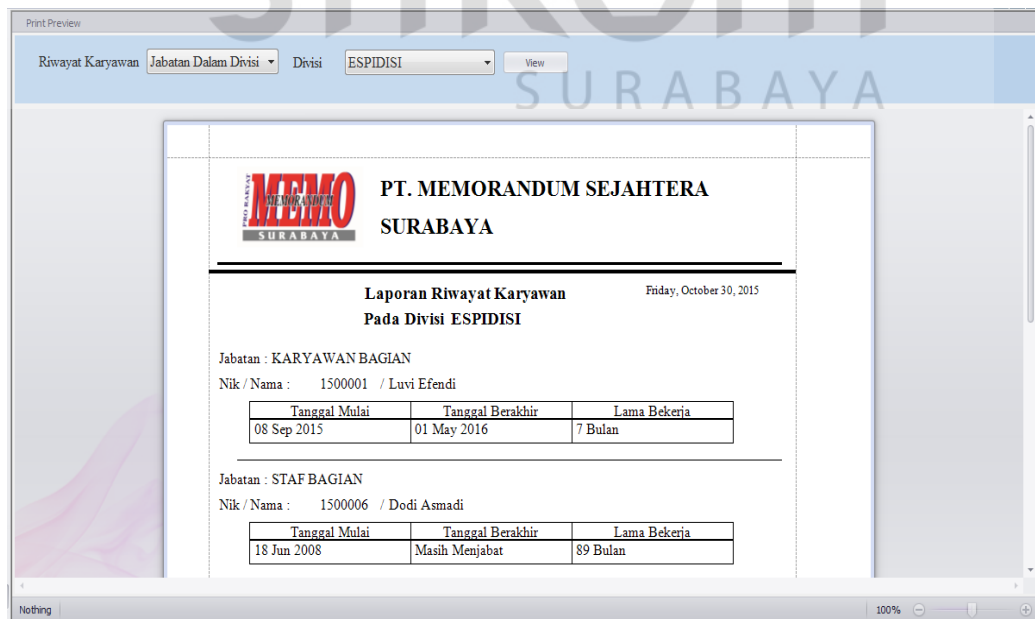 Print Preview
Riwayat Karyawan Jabatan Dalam Divisi Divisi ESPIDISI View
SURABAYA
PRO RAKYAT
MEMO
MEMORANDUM
SURABAYA
PT. MEMORANDUM SEJAHTERA
SURABAYA
Laporan Riwayat Karyawan
Friday, October 30, 2015
Pada Divisi ESPIDISI
Jabatan : KARYAWAN BAGIAN
Nik / Nama : 1500001 / Luvi Efendi
Tanggal Mulai Tanggal Berakhir Lama Bekerja
08 Sep 2015 01 May 2016 7 Bulan
Jabatan : STAF BAGIAN
Nik / Nama : 1500006 / Dodi Asmadi
Tanggal Mulai Tanggal Berakhir Lama Bekerja
18 Jun 2008 Masih Menjabat 89 Bulan
Nothing 100%